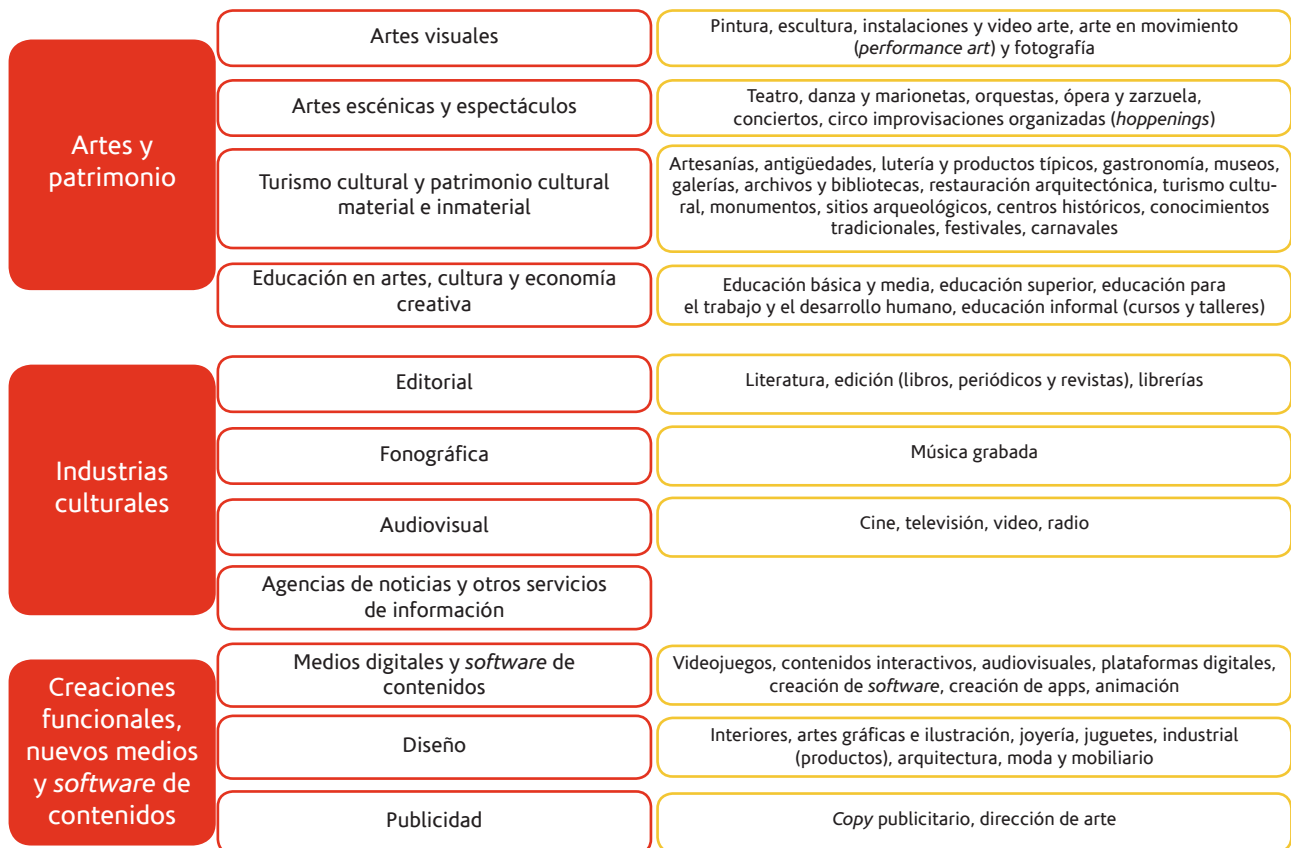 Artes y
patrimonio
Artes visuales
Pintura, escultura, instalaciones y video arte, arte en movimiento
(performance art) y fotografía
Artes escénicas y espectáculos
Teatro, danza y marionetas, orquestas, ópera y zarzuela,
conciertos, circo improvisaciones organizadas (hoppenings)
Turismo cultural y patrimonio cultural
material e inmaterial
Artesanías, antigüedades, lutería y productos típicos, gastronomía, museos,
galerías, archivos y bibliotecas, restauración arquitectónica, turismo cultu-
ral, monumentos, sitios arqueológicos, centros históricos, conocimientos
tradicionales, festivales, carnavales
Educación en artes, cultura y economía
creativa
Educación básica y media, educación superior, educación para
el trabajo y el desarrollo humano, educación informal (cursos y talleres)
Industrias
culturales
Editorial
Literatura, edición (libros, periódicos y revistas), librerías
Fonográfica
Música grabada
Audiovisual
Cine, televisión, video, radio
Agencias de noticias y otros servicios
de información
Creaciones
funcionales,
nuevos medios
y software de
contenidos
Medios digitales y software de
contenidos
Videojuegos, contenidos interactivos, audiovisuales, plataformas digitales,
creación de software, creación de apps, animación
Diseño
Interiores, artes gráficas e ilustración, joyería, juguetes, industrial
(productos), arquitectura, moda y mobiliario
Publicidad
Copy publicitario, dirección de arte